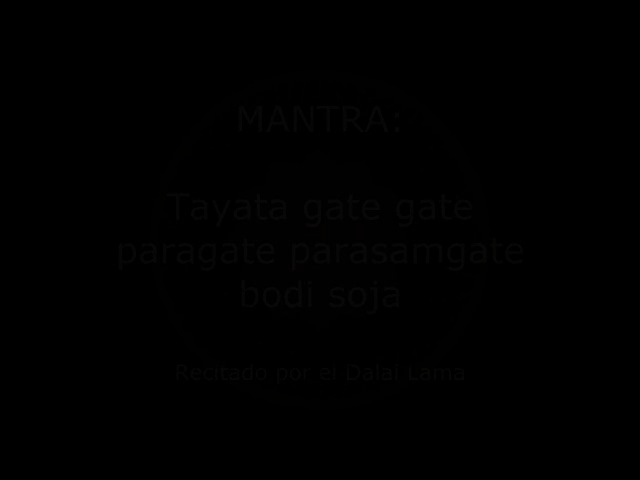 MANTRA:
Tayata gate gate
paragate parasamgate
bodi soja
Recitado por el Dalai Lama